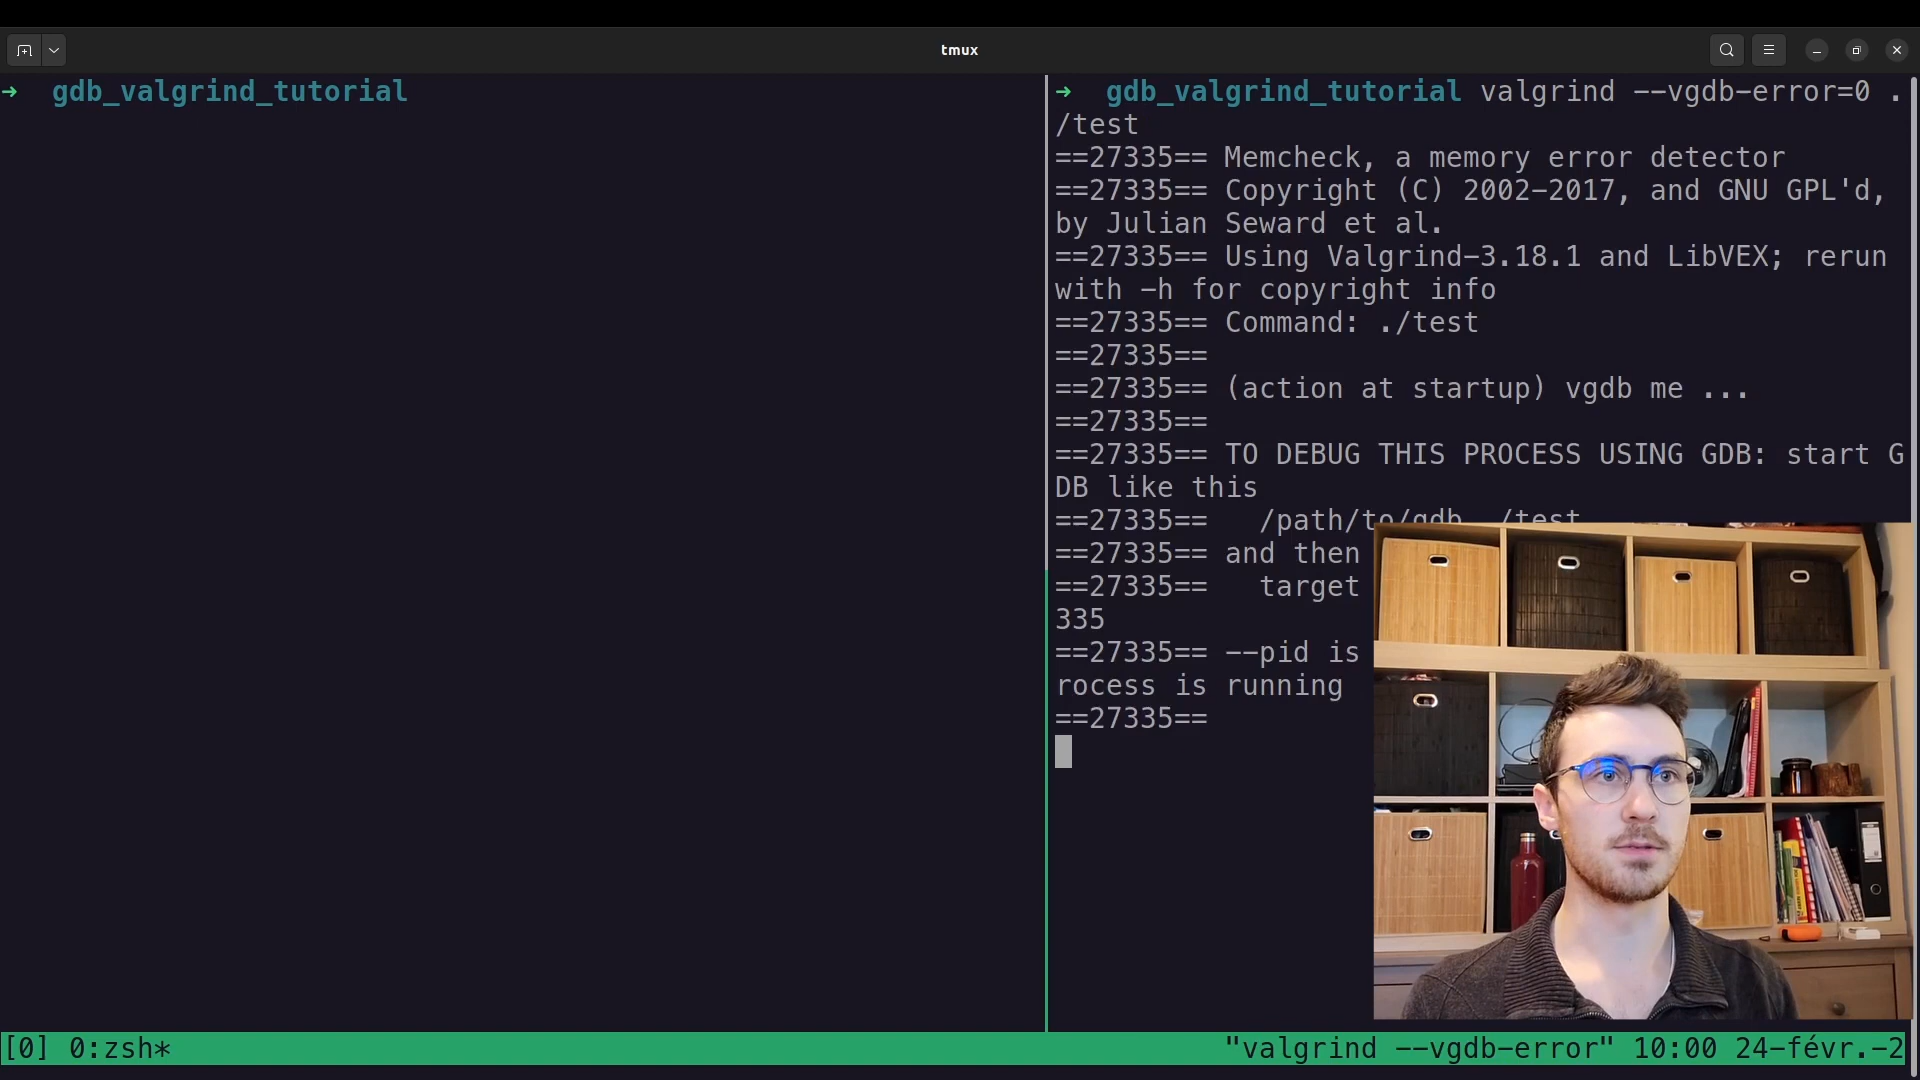 tmux
➜ gdb_valgrind_tutorial
➜ gdb_valgrind_tutorial valgrind --vgdb-error=0 .
/test
==27335== Memcheck, a memory error detector
==27335== Copyright (C) 2002-2017, and GNU GPL'd,
by Julian Seward et al.
==27335== Using Valgrind-3.18.1 and LibVEX; rerun
with -h for copyright info
==27335== Command: ./test
==27335==
==27335== (action at startup) vgdb me ...
==27335==
==27335== TO DEBUG THIS PROCESS USING GDB: start G
DB like this
==27335==   /path/to/gdb ./test
==27335== and then
==27335==   target
335
==27335== --pid is
rocess is running
==27335==
[0] 0:zsh*
"valgrind --vgdb-error" 10:00 24-févr.-2